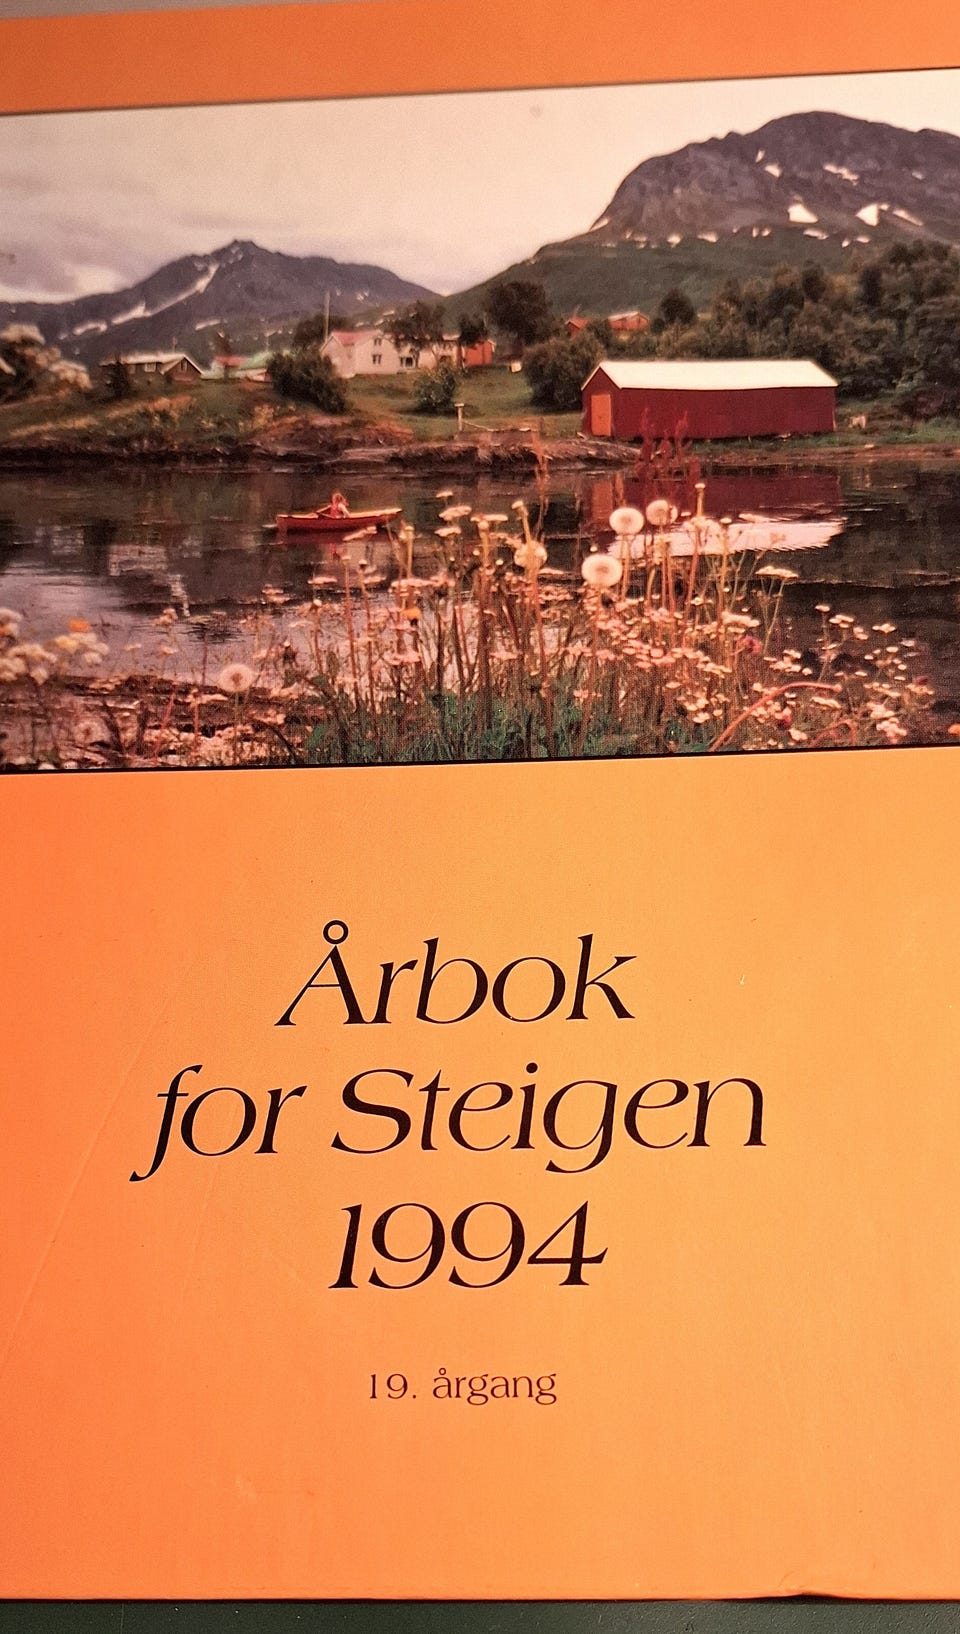 Årbok
for Steigen
1994
19. årgang